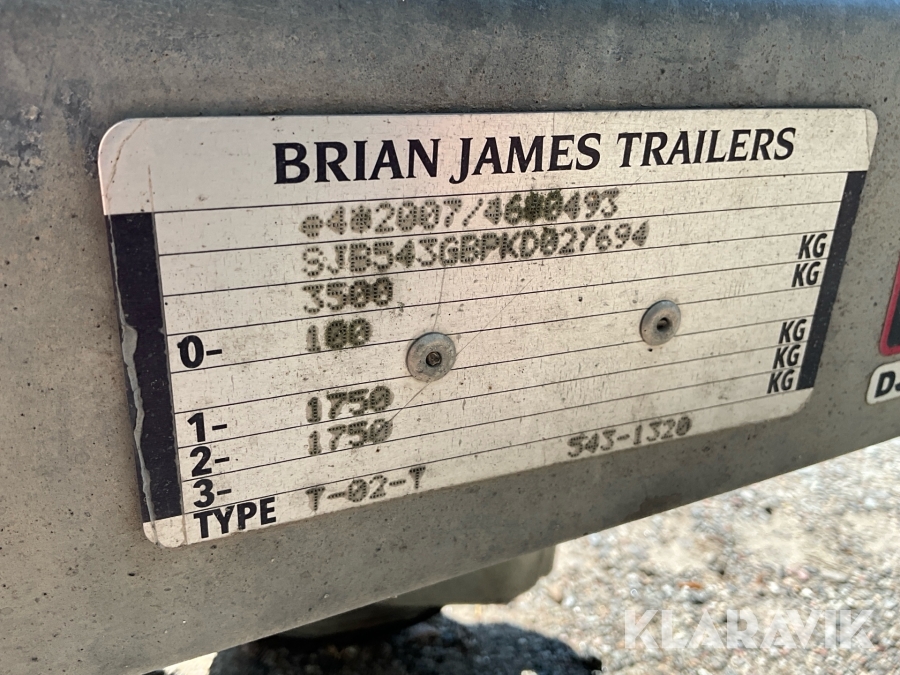 BRIAN JAMES TRAILERS
e4*2007/46*0493
SJB543GBPKD027694
3500 KG
0- 100 KG
1- 1750 KG
2- 1750 KG
3- KG
TYPE T-02-T 543-1320
KLARAVIK